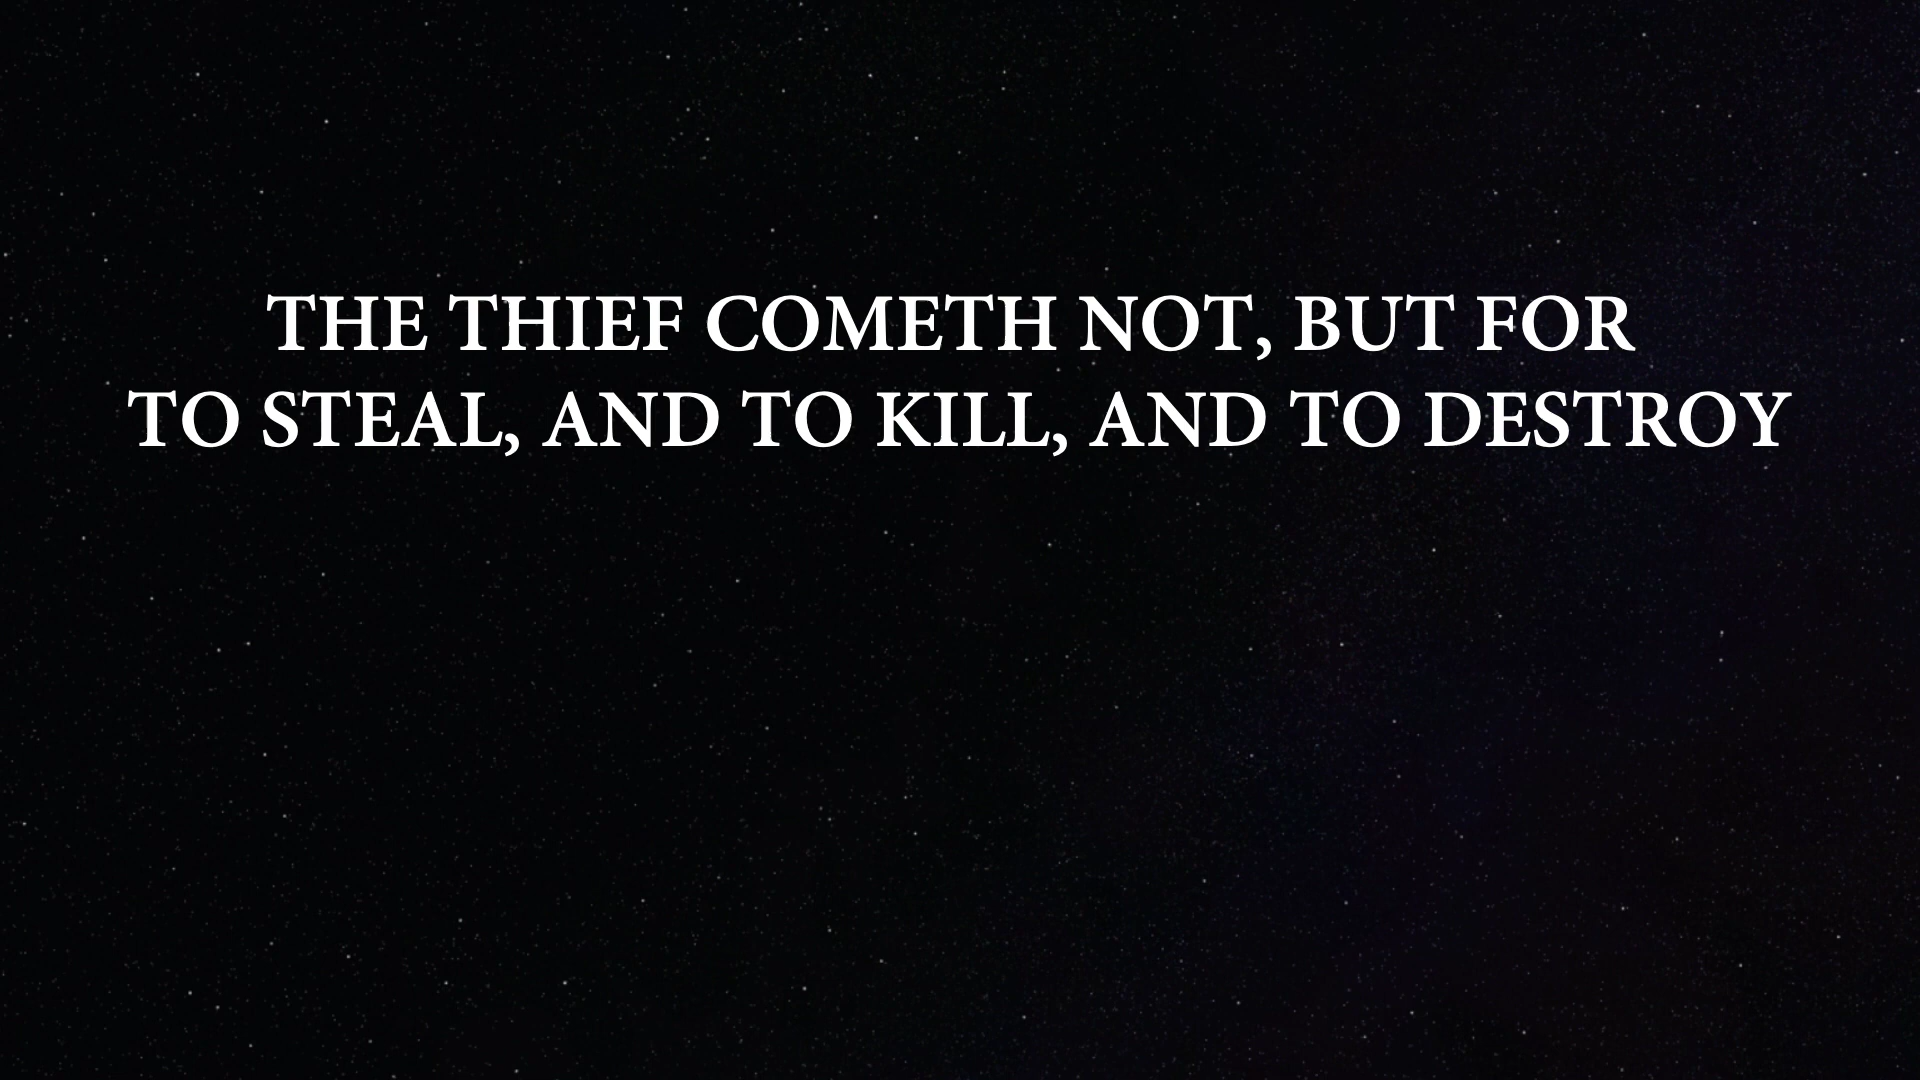 THE THIEF COMETH NOT, BUT FOR
TO STEAL, AND TO KILL, AND TO DESTROY